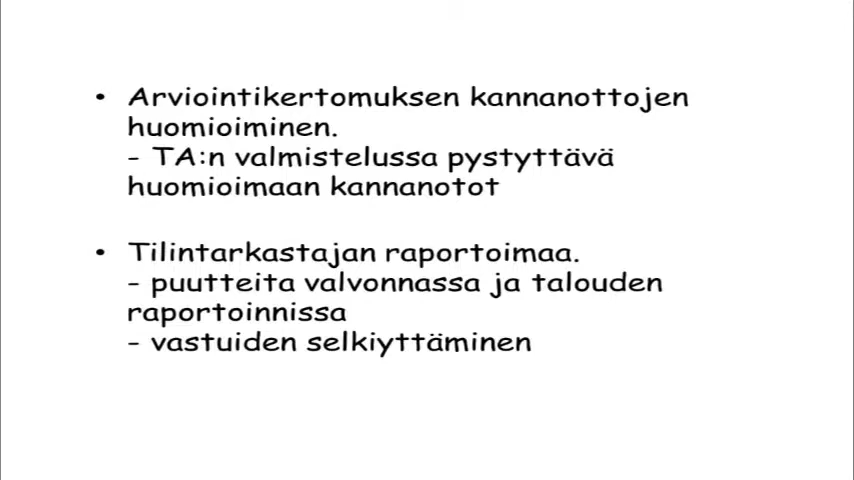 • Arviointikertomuksen kannanottojen
huomioiminen.
- TA:n valmistelussa pystyttävä
huomioimaan kannanotot
• Tilintarkastajan raportoimaa.
- puutteita valvonnassa ja talouden
raportoinnissa
- vastuiden selkiyttäminen